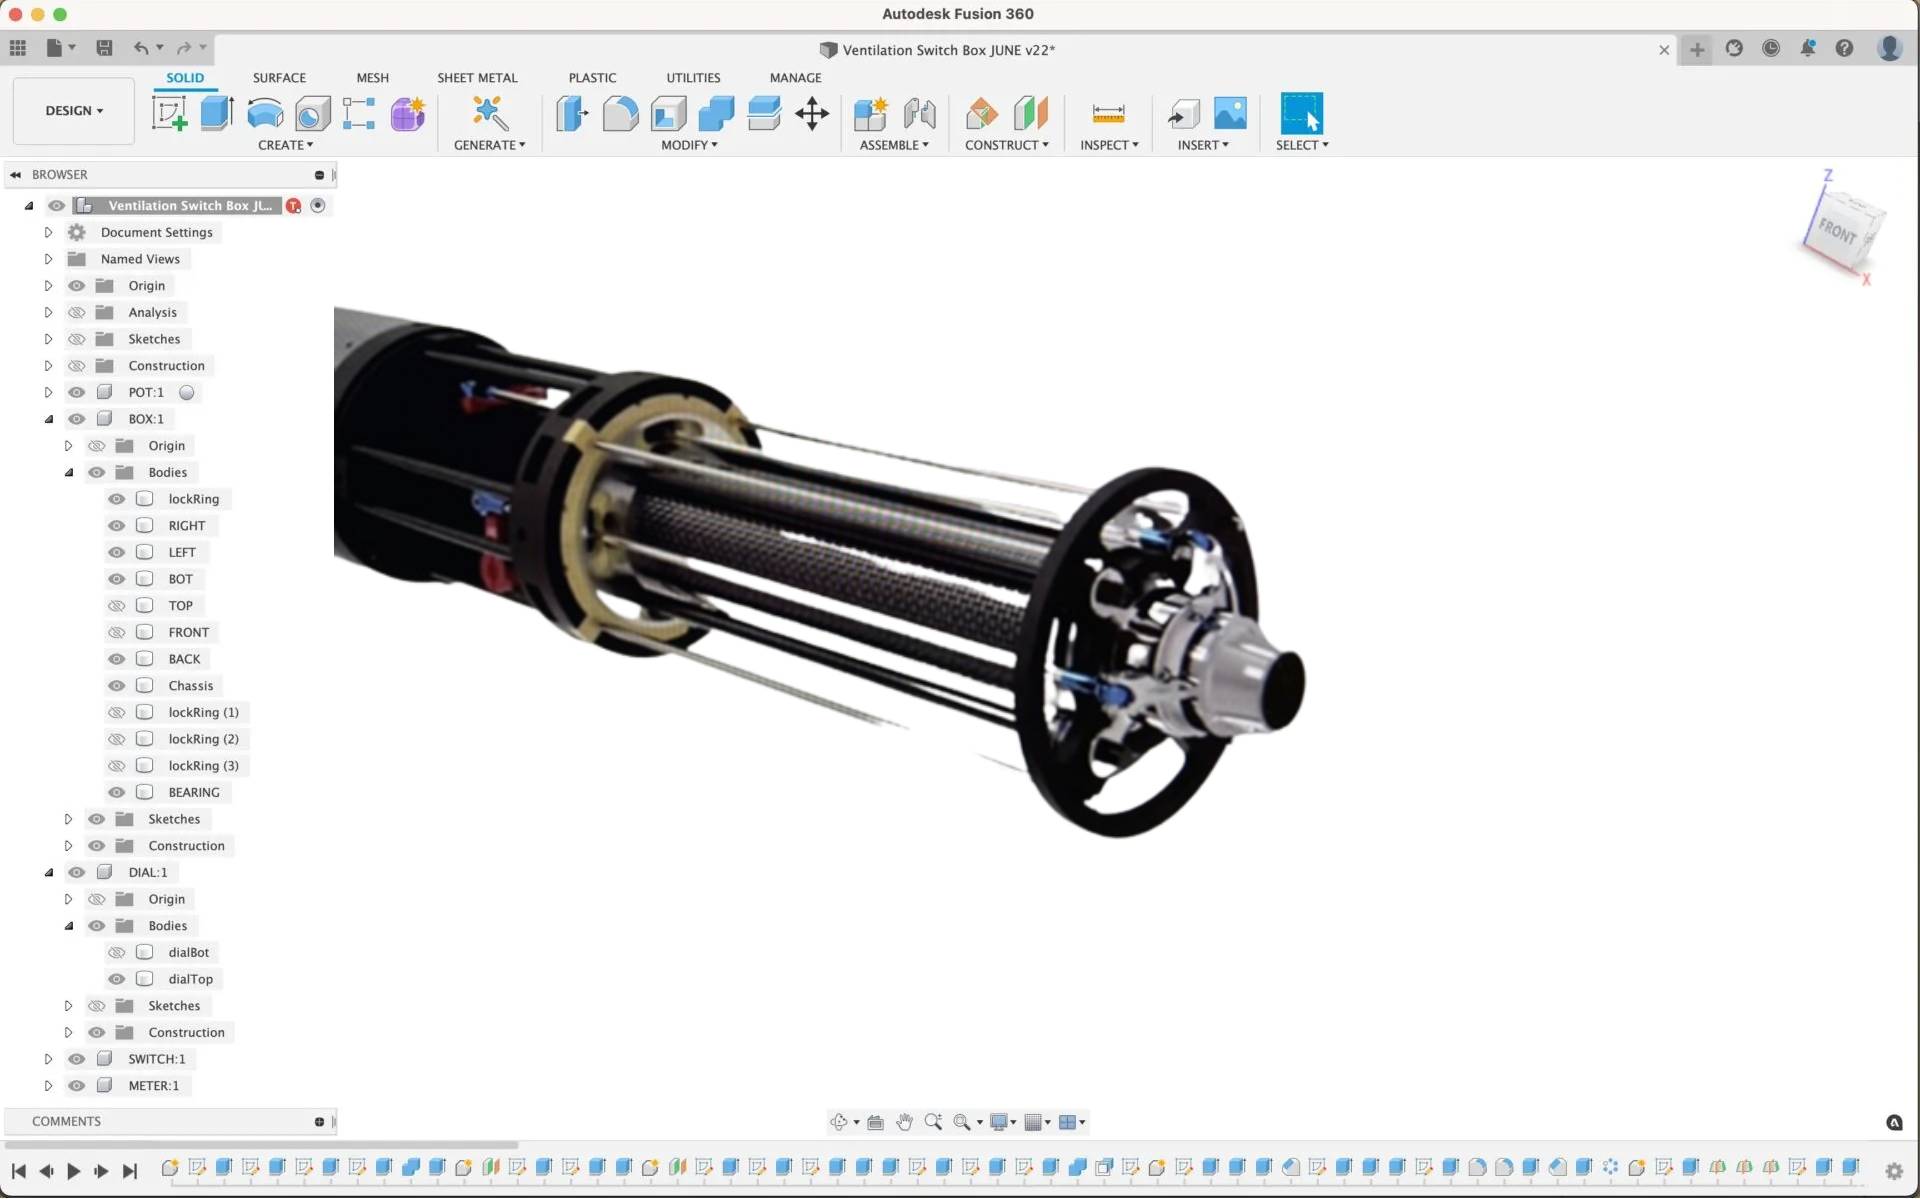 Autodesk Fusion 360
Ventilation Switch Box JUNE v22*
SOLID
SURFACE
MESH
SHEET METAL
PLASTIC
UTILITIES
MANAGE
DESIGN
CREATE
GENERATE
MODIFY
ASSEMBLE
CONSTRUCT
INSPECT
INSERT
SELECT
BROWSER
Ventilation Switch Box JL...
Document Settings
Named Views
Origin
Analysis
Sketches
Construction
POT:1
BOX:1
Origin
Bodies
lockRing
RIGHT
LEFT
BOT
TOP
FRONT
BACK
Chassis
lockRing (1)
lockRing (2)
lockRing (3)
BEARING
Sketches
Construction
DIAL:1
Origin
Bodies
dialBot
dialTop
Sketches
Construction
SWITCH:1
METER:1
COMMENTS
Z
FRONT
X